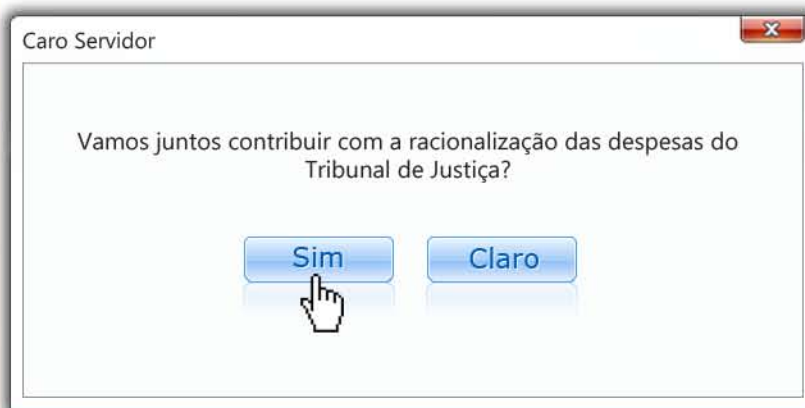 Caro Servidor
Vamos juntos contribuir com a racionalização das despesas do
Tribunal de Justiça?
Sim
Claro